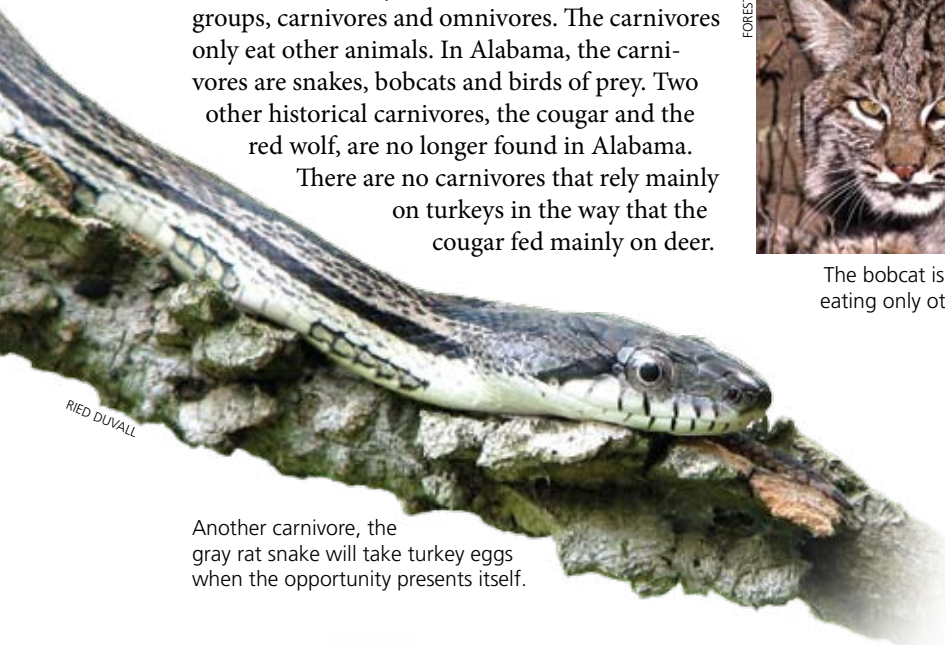 groups, carnivores and omnivores. The carnivores
only eat other animals. In Alabama, the carni-
vores are snakes, bobcats and birds of prey. Two
other historical carnivores, the cougar and the
red wolf, are no longer found in Alabama.
There are no carnivores that rely mainly
on turkeys in the way that the
cougar fed mainly on deer.
FOREST
The bobcat is
eating only ot
RIED DUVALL
Another carnivore, the
gray rat snake will take turkey eggs
when the opportunity presents itself.